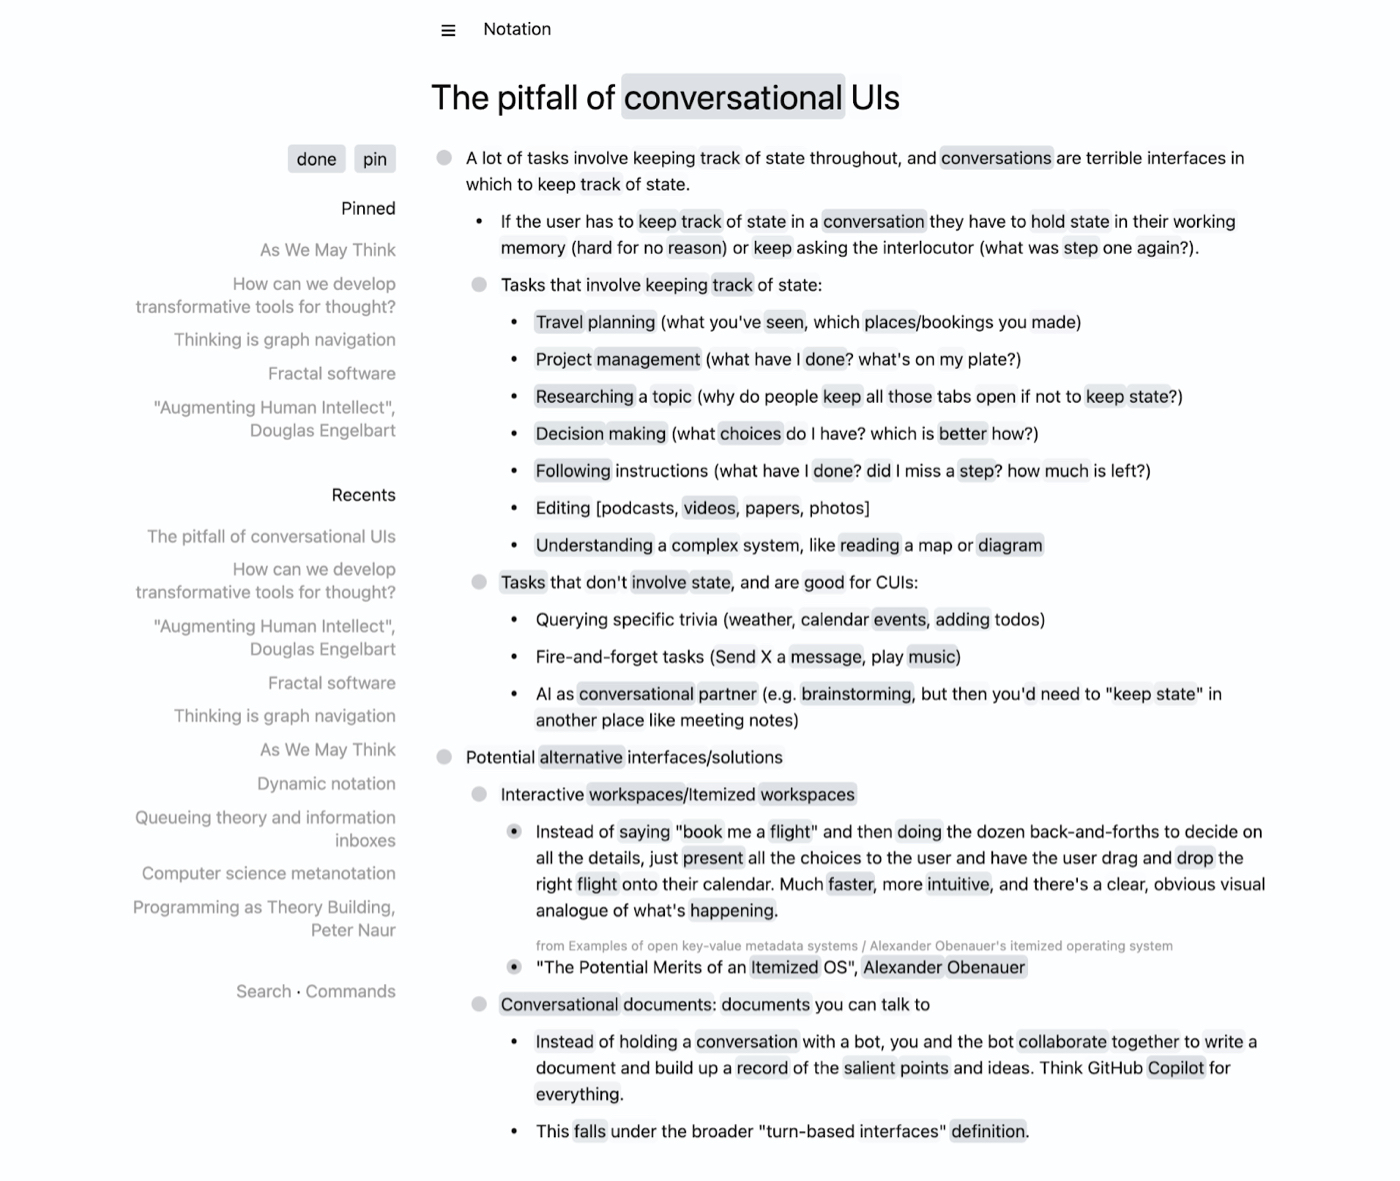 Notation
The pitfall of conversational UIs
done pin
Pinned
As We May Think
How can we develop
transformative tools for thought?
Thinking is graph navigation
Fractal software
"Augmenting Human Intellect",
Douglas Engelbart
Recents
The pitfall of conversational UIs
How can we develop
transformative tools for thought?
"Augmenting Human Intellect",
Douglas Engelbart
Fractal software
Thinking is graph navigation
As We May Think
Dynamic notation
Queueing theory and information
inboxes
Computer science metanotation
Programming as Theory Building,
Peter Naur
Search · Commands
A lot of tasks involve keeping track of state throughout, and conversations are terrible interfaces in
which to keep track of state.
• If the user has to keep track of state in a conversation they have to hold state in their working
memory (hard for no reason) or keep asking the interlocutor (what was step one again?).
Tasks that involve keeping track of state:
• Travel planning (what you've seen, which places/bookings you made)
• Project management (what have I done? what's on my plate?)
• Researching a topic (why do people keep all those tabs open if not to keep state?)
• Decision making (what choices do I have? which is better how?)
• Following instructions (what have I done? did I miss a step? how much is left?)
• Editing [podcasts, videos, papers, photos]
• Understanding a complex system, like reading a map or diagram
Tasks that don't involve state, and are good for CUIs:
• Querying specific trivia (weather, calendar events, adding todos)
• Fire-and-forget tasks (Send X a message, play music)
• AI as conversational partner (e.g. brainstorming, but then you'd need to "keep state" in
another place like meeting notes)
Potential alternative interfaces/solutions
Interactive workspaces/Itemized workspaces
• Instead of saying "book me a flight" and then doing the dozen back-and-forths to decide on
all the details, just present all the choices to the user and have the user drag and drop the
right flight onto their calendar. Much faster, more intuitive, and there's a clear, obvious visual
analogue of what's happening.
from Examples of open key-value metadata systems / Alexander Obenauer's itemized operating system
• "The Potential Merits of an Itemized OS", Alexander Obenauer
Conversational documents: documents you can talk to
• Instead of holding a conversation with a bot, you and the bot collaborate together to write a
document and build up a record of the salient points and ideas. Think GitHub Copilot for
everything.
• This falls under the broader "turn-based interfaces" definition.